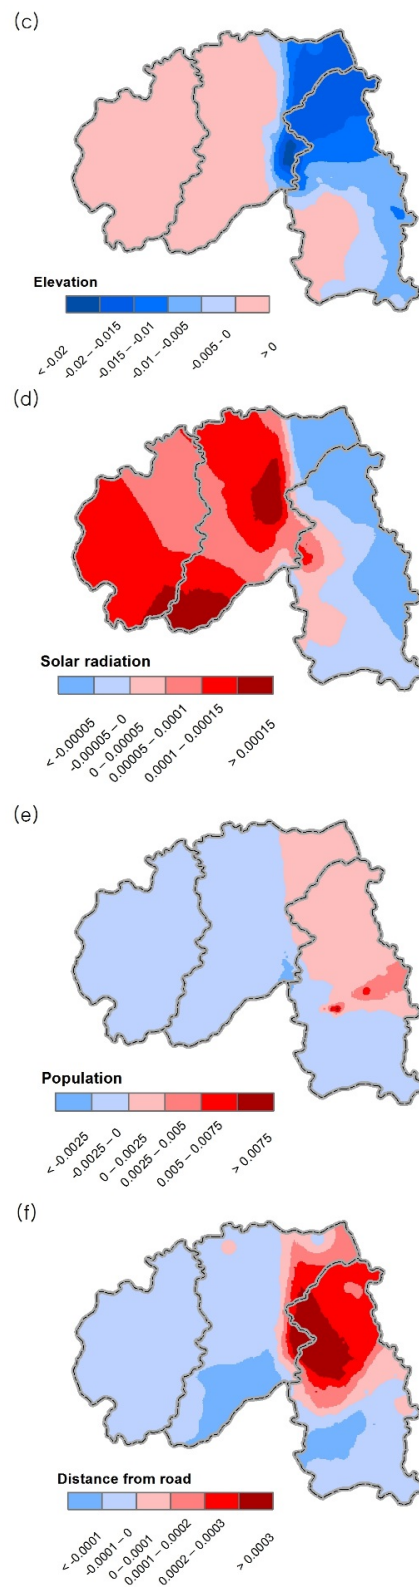 (c)
Elevation
< -0.02
-0.02 – -0.015
-0.015 – -0.01
-0.01 – -0.005
-0.005 - 0
> 0
(d)
Solar radiation
< -0.00005
-0.00005 – 0
0 – 0.00005
0.00005 – 0.0001
0.0001 – 0.00015
> 0.00015
(e)
Population
< -0.0025
-0.0025 – 0
0 – 0.0025
0.0025 – 0.005
0.005 – 0.0075
> 0.0075
(f)
Distance from road
< -0.0001
-0.0001 – 0
0 – 0.0001
0.0001 – 0.0002
0.0002 – 0.0003
> 0.0003